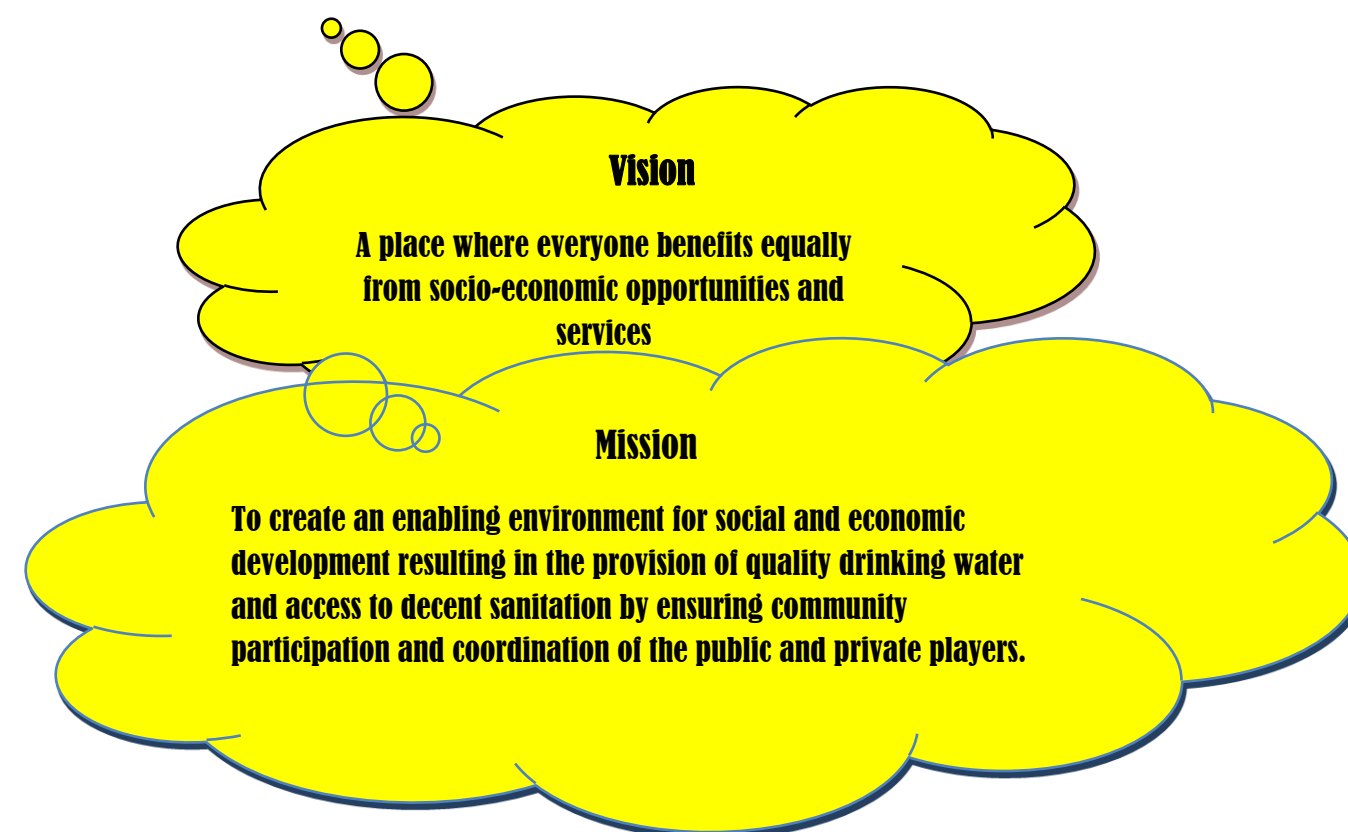 Vision
A place where everyone benefits equally
from socio-economic opportunities and
services
Mission
To create an enabling environment for social and economic
development resulting in the provision of quality drinking water
and access to decent sanitation by ensuring community
participation and coordination of the public and private players.